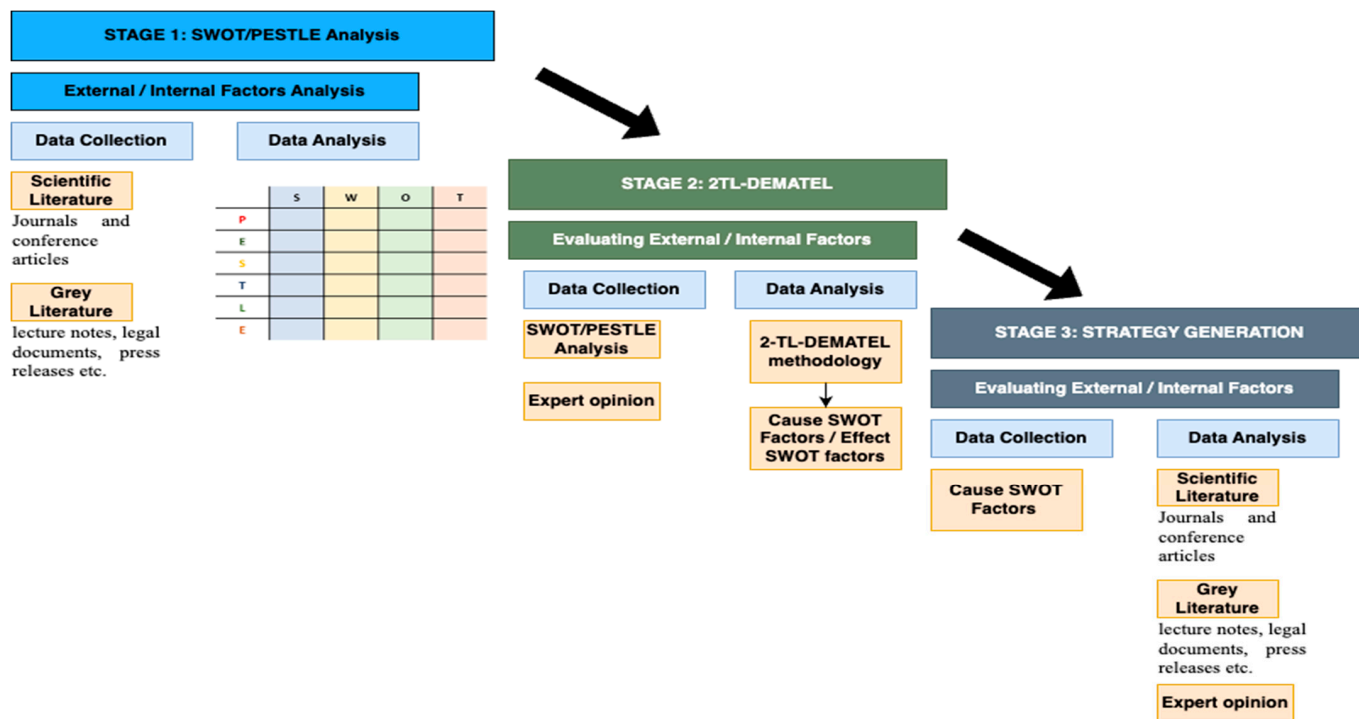 STAGE 1: SWOT/PESTLE Analysis
External / Internal Factors Analysis
Data Collection
Data Analysis
Scientific
Literature
Journals and
conference
articles
Grey
Literature
lecture notes, legal
documents, press
releases etc.
S W O T
P
E
S
T
L
E
STAGE 2: 2TL-DEMATEL
Evaluating External / Internal Factors
Data Collection
Data Analysis
SWOT/PESTLE
Analysis
Expert opinion
2-TL-DEMATEL
methodology
Cause SWOT
Factors / Effect
SWOT factors
STAGE 3: STRATEGY GENERATION
Evaluating External / Internal Factors
Data Collection
Data Analysis
Cause SWOT
Factors
Scientific
Literature
Journals and
conference
articles
Grey
Literature
lecture notes, legal
documents, press
releases etc.
Expert opinion